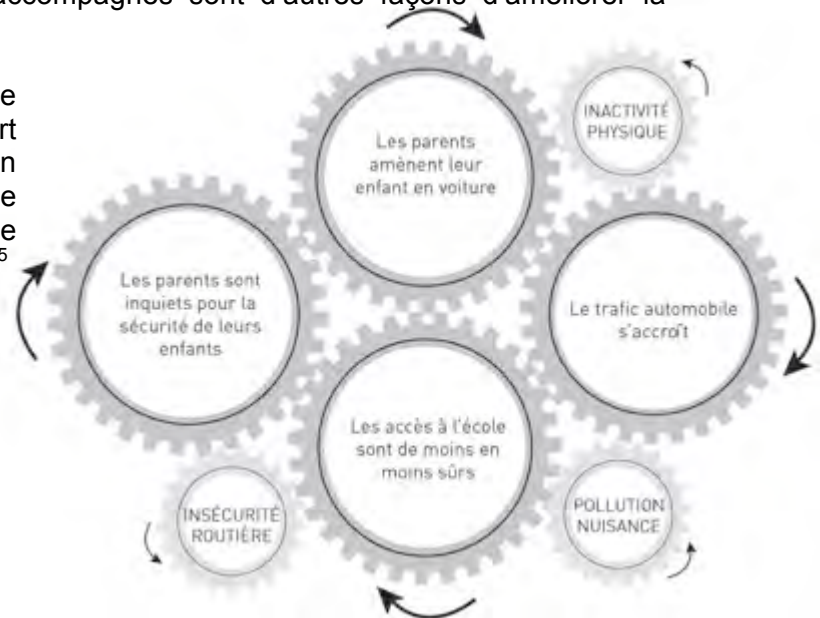 accompagnés sont d'autres façons d'améliorer la
e
rt
n
e
e
5
Les parents
amènent leur
enfant en voiture
INACTIVITÉ
PHYSIQUE
Les parents sont
inquiets pour la
sécurité de leurs
enfants
Le trafic automobile
s'accroît
Les accès à l'école
sont de moins en
moins sûrs
INSÉCURITÉ
ROUTIÈRE
POLLUTION
NUISANCE